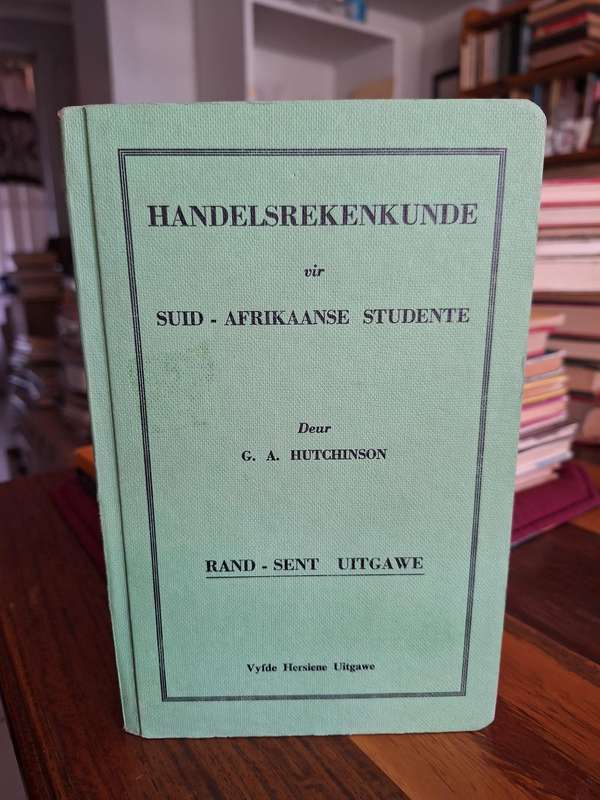 HANDELSREKENKUNDE
vir
SUID - AFRIKAANSE STUDENTE
Deur
G. A. HUTCHINSON
RAND - SENT UITGAWE
Vyfde Hersiene Uitgawe